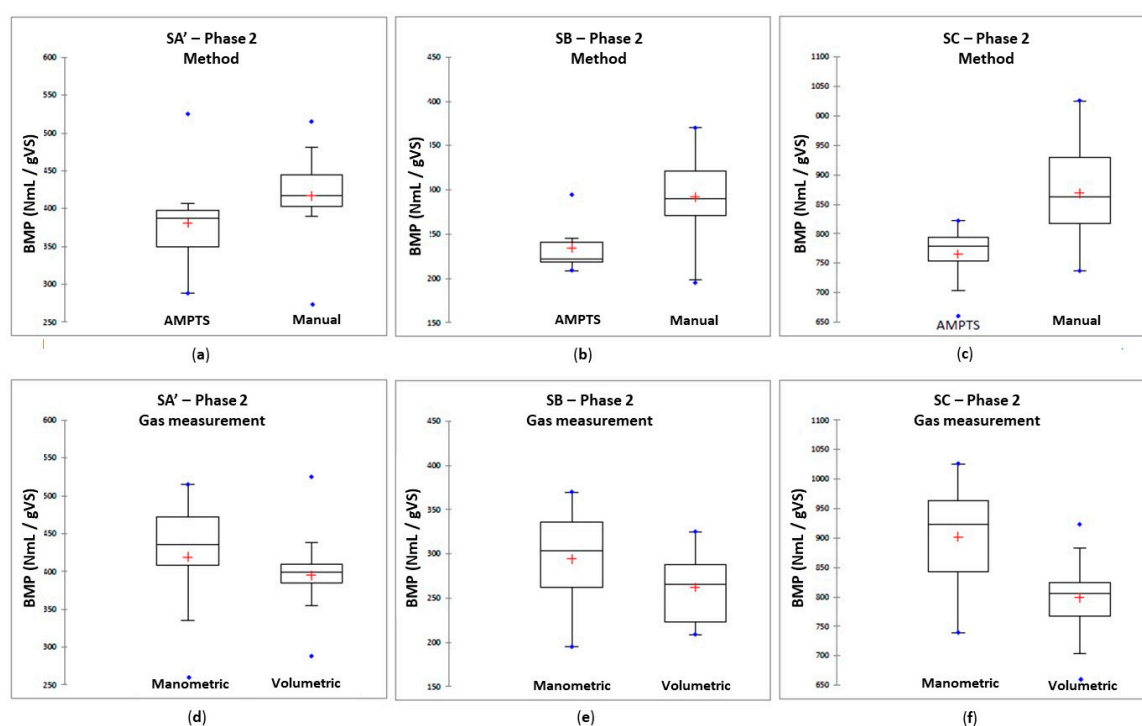 SA’ – Phase 2
Method
BMP (NmL / gVS)
600
550
500
450
400
350
300
250
AMPTS
Manual
(a)
SB – Phase 2
Method
BMP (NmL / gVS)
450
400
350
300
250
200
150
AMPTS
Manual
(b)
SC – Phase 2
Method
BMP (NmL / gVS)
1100
1050
000
950
900
850
800
750
700
650
AMPTS
Manual
(c)
SA’ – Phase 2
Gas measurement
BMP (NmL / gVS)
600
550
500
450
400
350
300
250
Manometric
Volumetric
(d)
SB – Phase 2
Gas measurement
BMP (NmL / gVS)
450
400
350
300
250
200
150
Manometric
Volumetric
(e)
SC – Phase 2
Gas measurement
BMP (NmL / gVS)
1100
1050
1000
950
900
850
800
750
700
650
Manometric
Volumetric
(f)